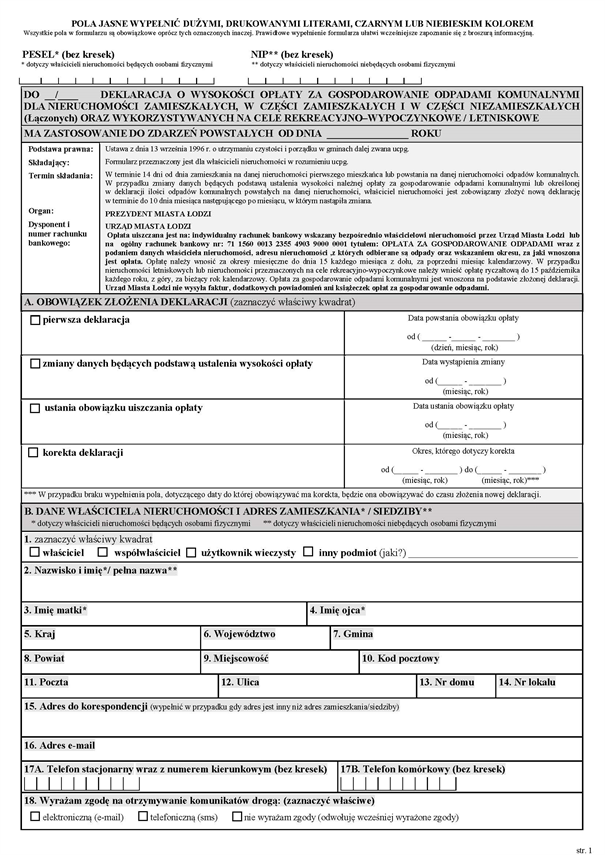 POLA JASNE WYPEŁNIĆ DUŻYMI, DRUKOWANYMI LITERAMI, CZARNYM LUB NIEBIESKIM KOLOREM
Wszystkie pola w formularzu są obowiązkowe oprócz tych oznaczonych inaczej. Prawidłowe wypełnienie formularza ułatwi wcześniejsze zapoznanie się z broszurą informacyjną.
PESEL* (bez kresek) NIP** (bez kresek)
* dotyczy właścicieli nieruchomości będących osobami fizycznymi ** dotyczy właścicieli nieruchomości niebędących osobami fizycznymi
DO __/____ DEKLARACJA O WYSOKOŚCI OPŁATY ZA GOSPODAROWANIE ODPADAMI KOMUNALNYMI
DLA NIERUCHOMOŚCI ZAMIESZKAŁYCH, W CZĘŚCI ZAMIESZKAŁYCH I W CZĘŚCI NIEZAMIESZKAŁYCH
(Łączonych) ORAZ WYKORZYSTYWANYCH NA CELE REKREACYJNO–WYPOCZYNKOWE / LETNISKOWE
MA ZASTOSOWANIE DO ZDARZEŃ POWSTAŁYCH OD DNIA _______________ ROKU
Podstawa prawna: Ustawa z dnia 13 września 1996 r. o utrzymaniu czystości i porządku w gminach dalej zwana ucpg.
Składający: Formularz przeznaczony jest dla właścicieli nieruchomości w rozumieniu ucpg.
Termin składania: W terminie 14 dni od dnia zamieszkania na danej nieruchomości pierwszego mieszkańca lub powstania na danej nieruchomości odpadów komunalnych.
W przypadku zmiany danych będących podstawą ustalenia wysokości należnej opłaty za gospodarowanie odpadami komunalnymi lub określonej
w deklaracji ilości odpadów komunalnych powstałych na danej nieruchomości, właściciel nieruchomości jest zobowiązany złożyć nową deklarację
w terminie do 10 dnia miesiąca następującego po miesiącu, w którym nastąpiła zmiana.
Organ: PREZYDENT MIASTA ŁODZI
Dysponent i numer rachunku bankowego: URZĄD MIASTA ŁODZI
Opłata uiszczana jest na: indywidualny rachunek bankowy wskazany bezpośrednio właścicielowi nieruchomości przez Urząd Miasta Łodzi lub
na ogólny rachunek bankowy nr: 71 1560 0013 2355 4903 9000 0001 tytułem: OPŁATA ZA GOSPODAROWANIE ODPADAMI wraz z
podaniem danych właściciela nieruchomości, adresu nieruchomości ,z których odbierane są odpady oraz wskazaniem okresu, za jaki wnoszona
jest opłata. Opłatę należy wnosić za okresy miesięczne do dnia 15 każdego miesiąca z dołu, za poprzedni miesiąc kalendarzowy. W przypadku
nieruchomości letniskowych lub nieruchomości przeznaczonych na cele rekreacyjno-wypoczynkowe należy wnieść opłatę ryczałtową do 15 października
każdego roku, z góry, za bieżący rok kalendarzowy. Opłata za gospodarowanie odpadami komunalnymi jest wnoszona na podstawie złożonej deklaracji.
Urząd Miasta Łodzi nie wysyła faktur, dodatkowych powiadomień ani książeczek opłat za gospodarowanie odpadami.
A. OBOWIĄZEK ZŁOŻENIA DEKLARACJI (zaznaczyć właściwy kwadrat)
pierwsza deklaracja Data powstania obowiązku opłaty
od ( ______ -______ - _______ )
(dzień, miesiąc, rok)
zmiany danych będących podstawą ustalenia wysokości opłaty Data wystąpienia zmiany
od (______ - ________ )
(miesiąc, rok)
ustania obowiązku uiszczania opłaty Data ustania obowiązku opłaty
od (______ - ________ )
(miesiąc, rok)
korekta deklaracji Okres, którego dotyczy korekta
od (______ - ________ ) do (______ - ________ )
(miesiąc, rok) (miesiąc, rok)***
*** W przypadku braku wypełnienia pola, dotyczącego daty do której obowiązywać ma korekta, będzie ona obowiązywać do czasu złożenia nowej deklaracji.
B. DANE WŁAŚCICIELA NIERUCHOMOŚCI I ADRES ZAMIESZKANIA* / SIEDZIBY**
* dotyczy właścicieli nieruchomości będących osobami fizycznymi ** dotyczy właścicieli nieruchomości niebędących osobami fizycznymi
1. zaznaczyć właściwy kwadrat
właściciel współwłaściciel użytkownik wieczysty inny podmiot (jaki?) ______________________
2. Nazwisko i imię*/ pełna nazwa**
3. Imię matki* 4. Imię ojca*
5. Kraj 6. Województwo 7. Gmina
8. Powiat 9. Miejscowość 10. Kod pocztowy
11. Poczta 12. Ulica 13. Nr domu 14. Nr lokalu
15. Adres do korespondencji (wypełnić w przypadku gdy adres jest inny niż adres zamieszkania/siedziby)
16. Adres e-mail
17A. Telefon stacjonarny wraz z numerem kierunkowym (bez kresek) 17B. Telefon komórkowy (bez kresek)
18. Wyrażam zgodę na otrzymywanie komunikatów drogą: (zaznaczyć właściwe)
elektroniczną (e-mail) telefoniczną (sms) nie wyrażam zgody (odwołuję wcześniej wyrażone zgody)
str. 1